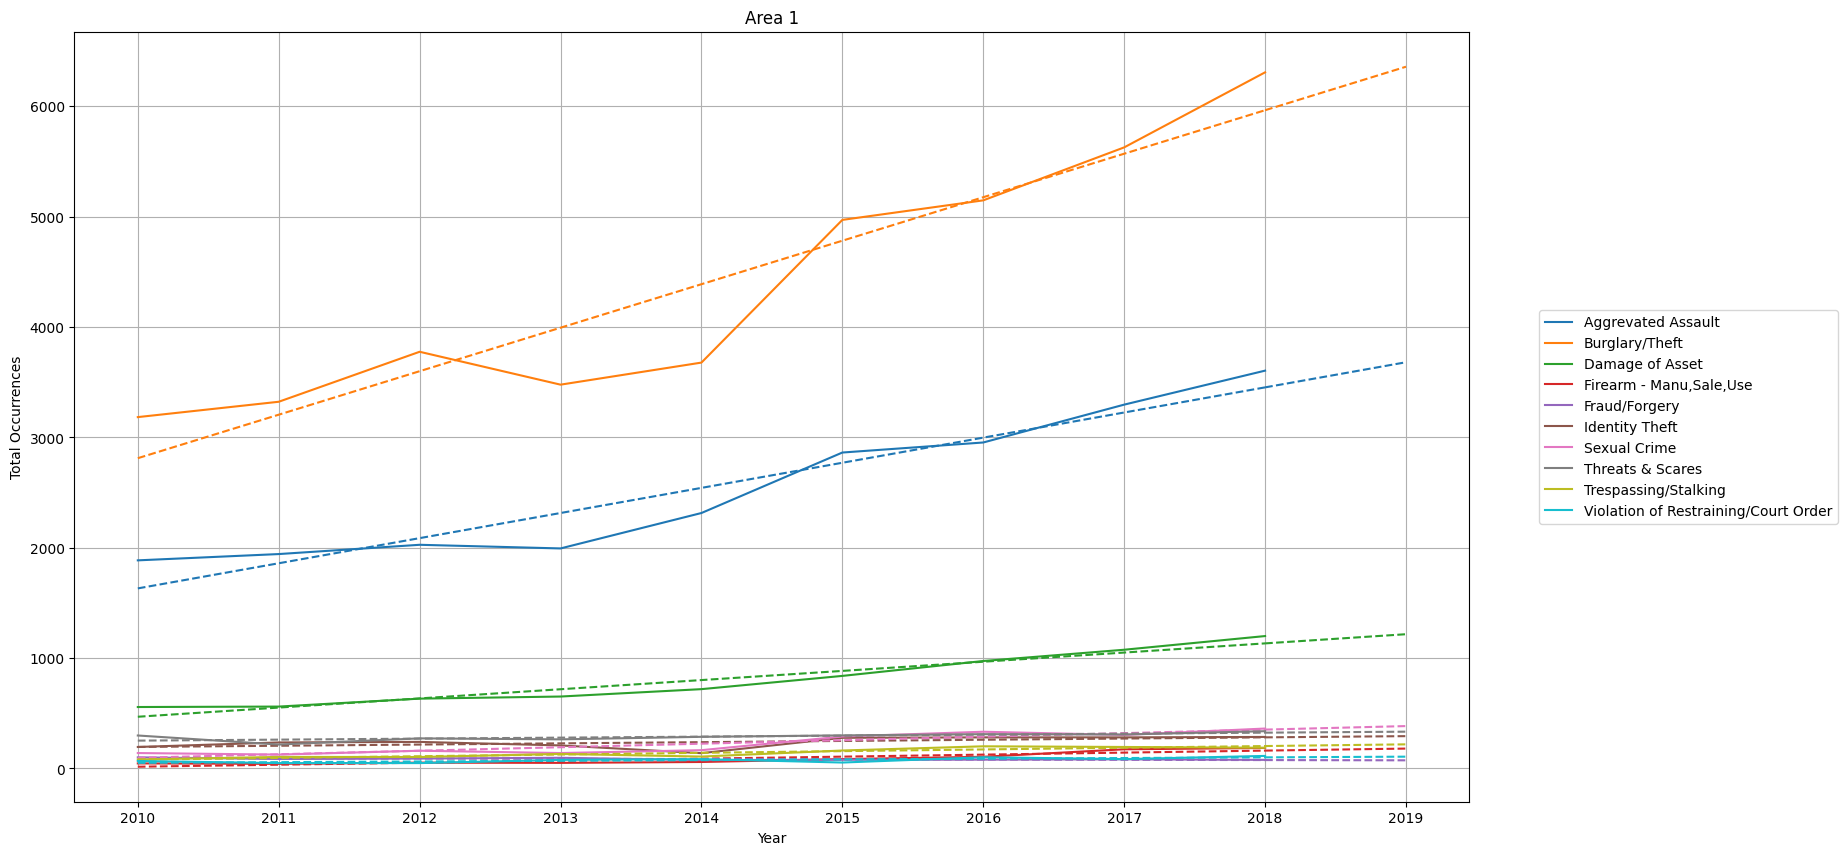 Area 1
Total Occurrences
6000
5000
4000
3000
2000
1000
0
2010 2011 2012 2013 2014 2015 2016 2017 2018 2019
Year
Aggrevated Assault
Burglary/Theft
Damage of Asset
Firearm - Manu,Sale,Use
Fraud/Forgery
Identity Theft
Sexual Crime
Threats & Scares
Trespassing/Stalking
Violation of Restraining/Court Order